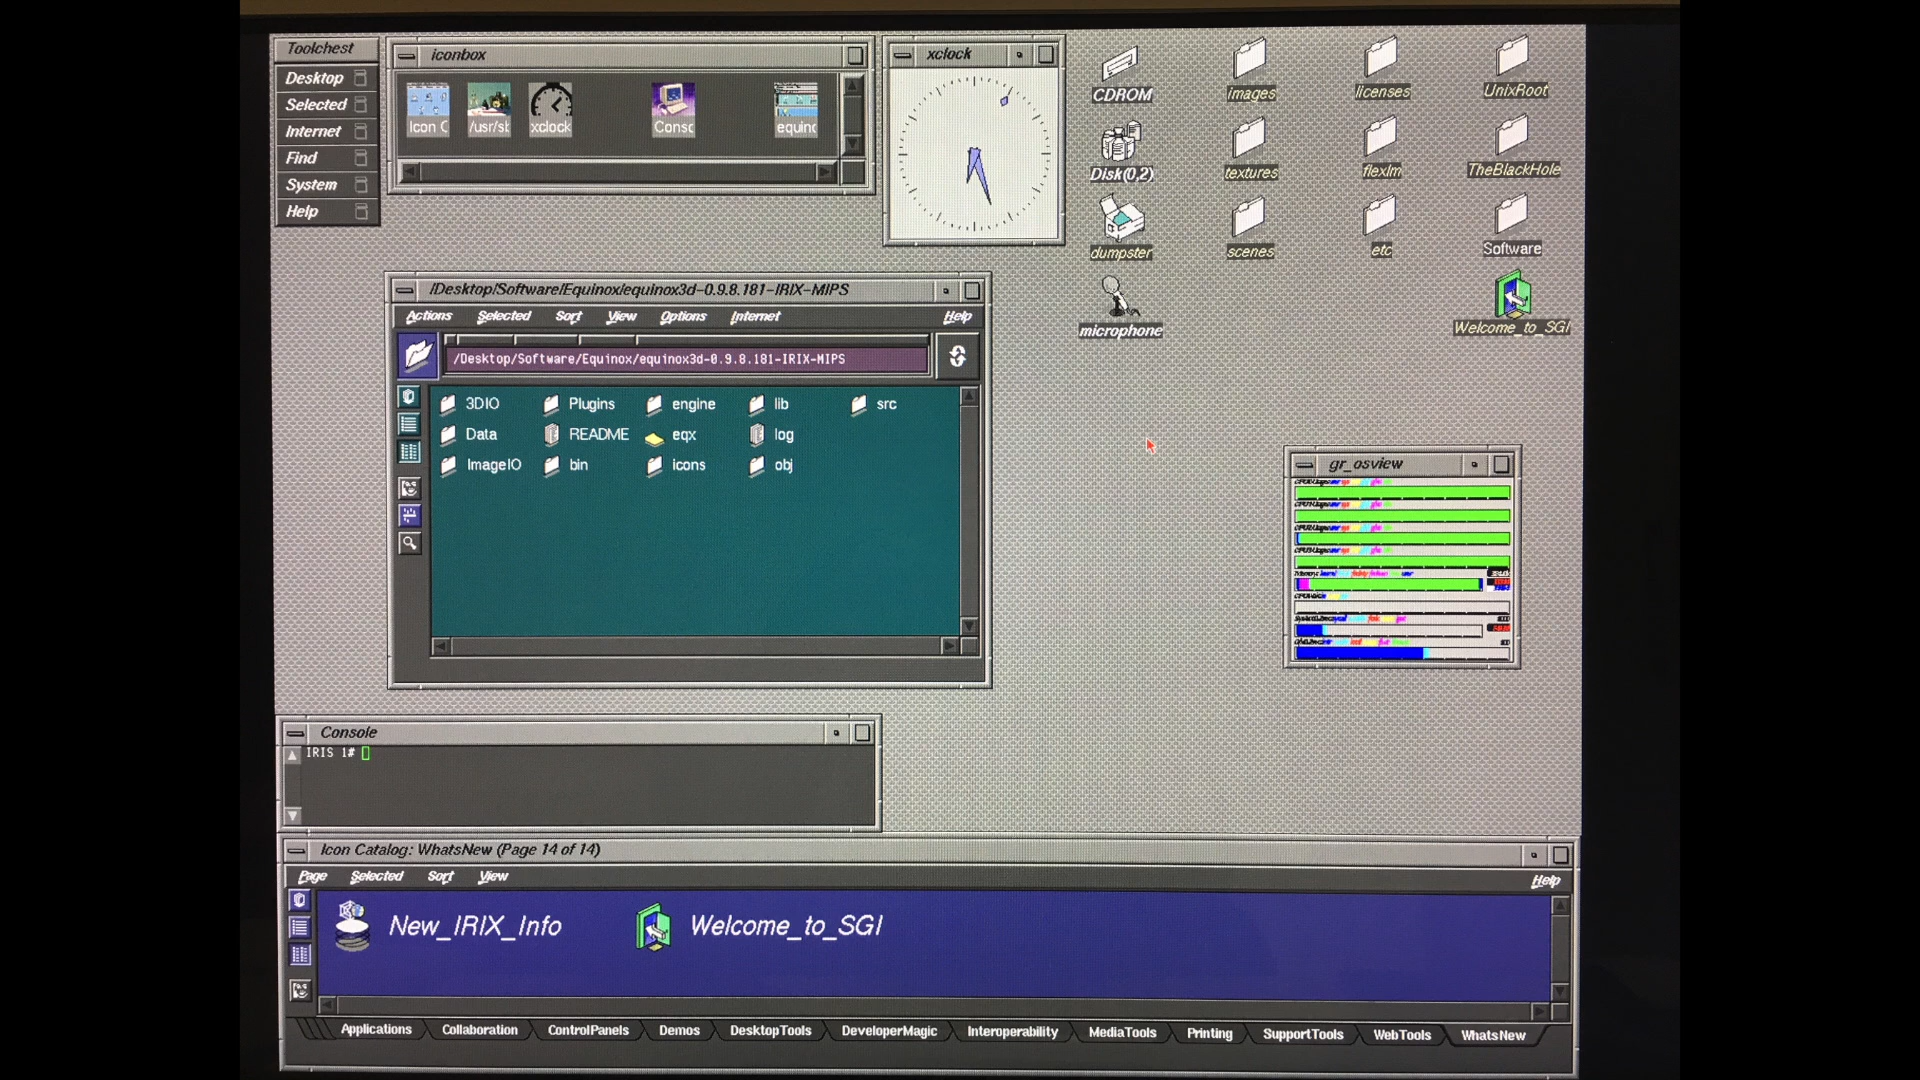 Toolchest
Desktop
Selected
Internet
Find
System
Help
iconbox
Icon C
/usr/sb
xclock
Conso
equino
xclock
CDROM
images
licenses
UnixRoot
Disk(0,2)
textures
flexlm
TheBlackHole
dumpster
scenes
etc
Software
microphone
Welcome_to_SGI
/Desktop/Software/Equinox/equinox3d-0.9.8.181-IRIX-MIPS
Actions Selected Sort View Options Internet Help
/Desktop/Software/Equinox/equinox3d-0.9.8.181-IRIX-MIPS
3DIO Plugins engine lib src
Data README eqx log
ImageIO bin icons obj
gr_osview
Console
IRIS 1#
Icon Catalog: WhatsNew (Page 14 of 14)
Page Selected Sort View Help
New_IRIX_Info Welcome_to_SGI
Applications Collaboration ControlPanels Demos DesktopTools DeveloperMagic Interoperability MediaTools Printing SupportTools WebTools WhatsNew